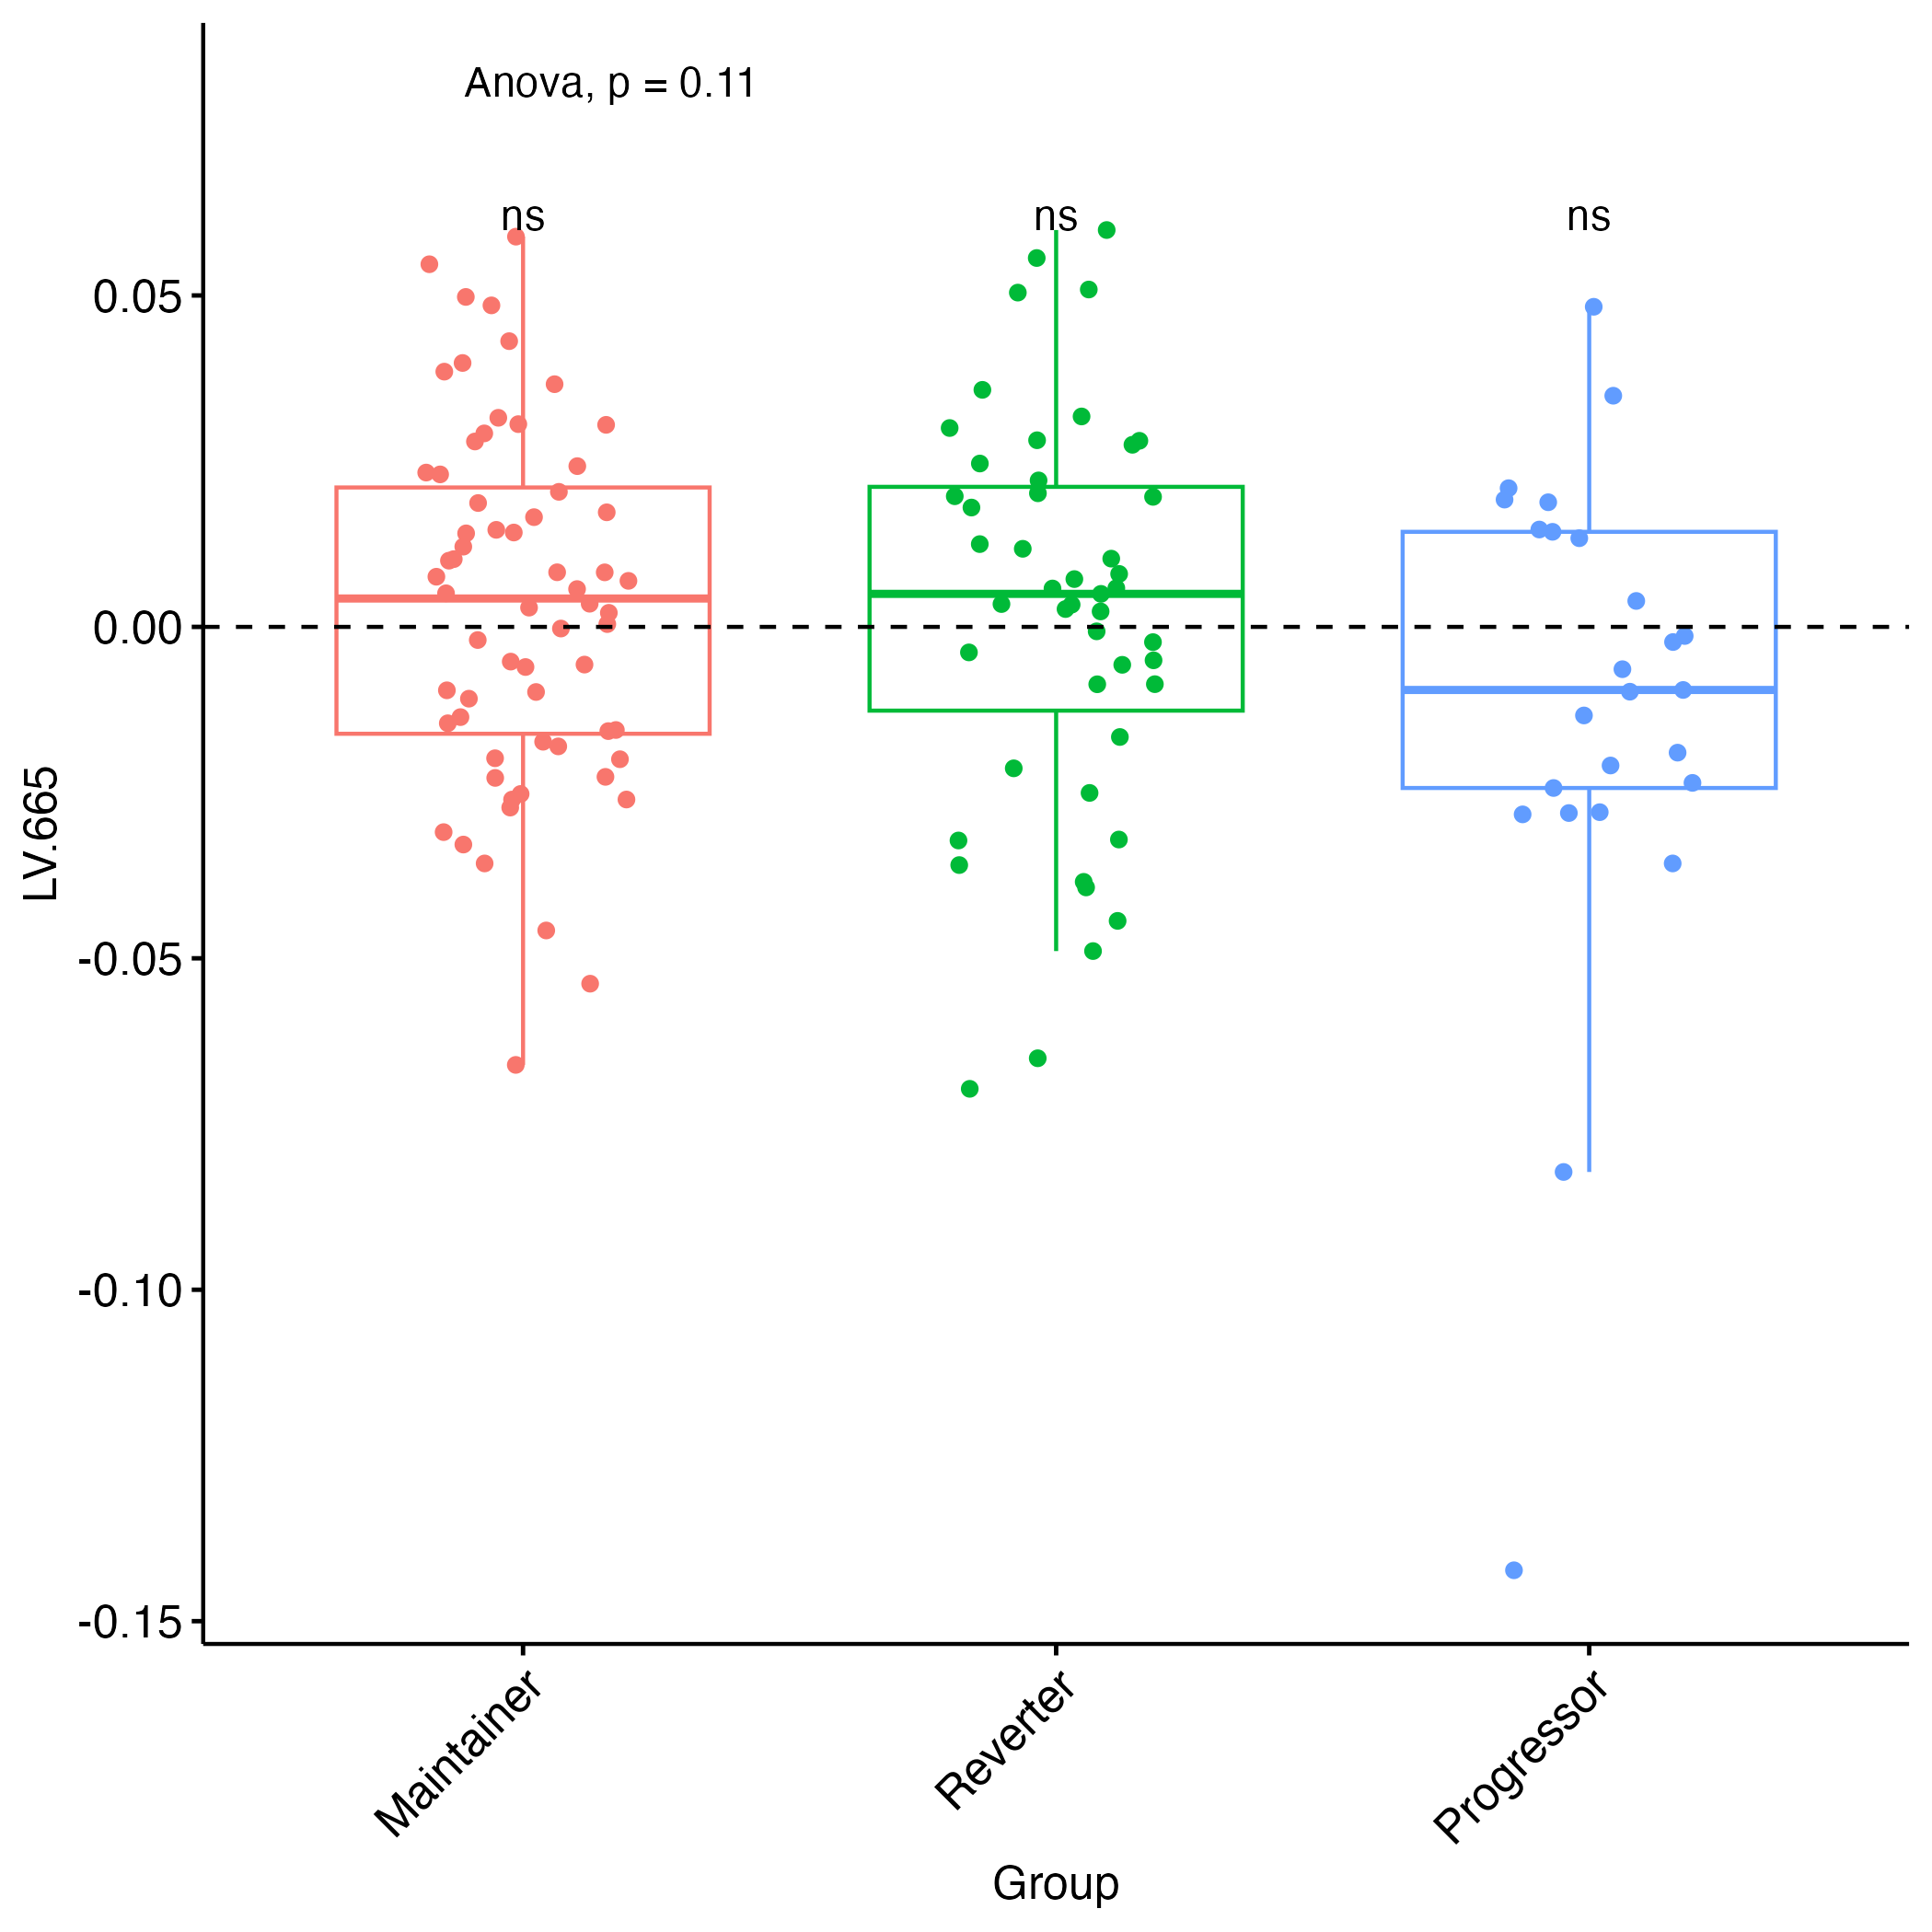 Anova, p = 0.11
ns ns ns
0.05
0.00
-0.05
-0.10
-0.15
LV.665
Maintainer Reverter Progressor
Group